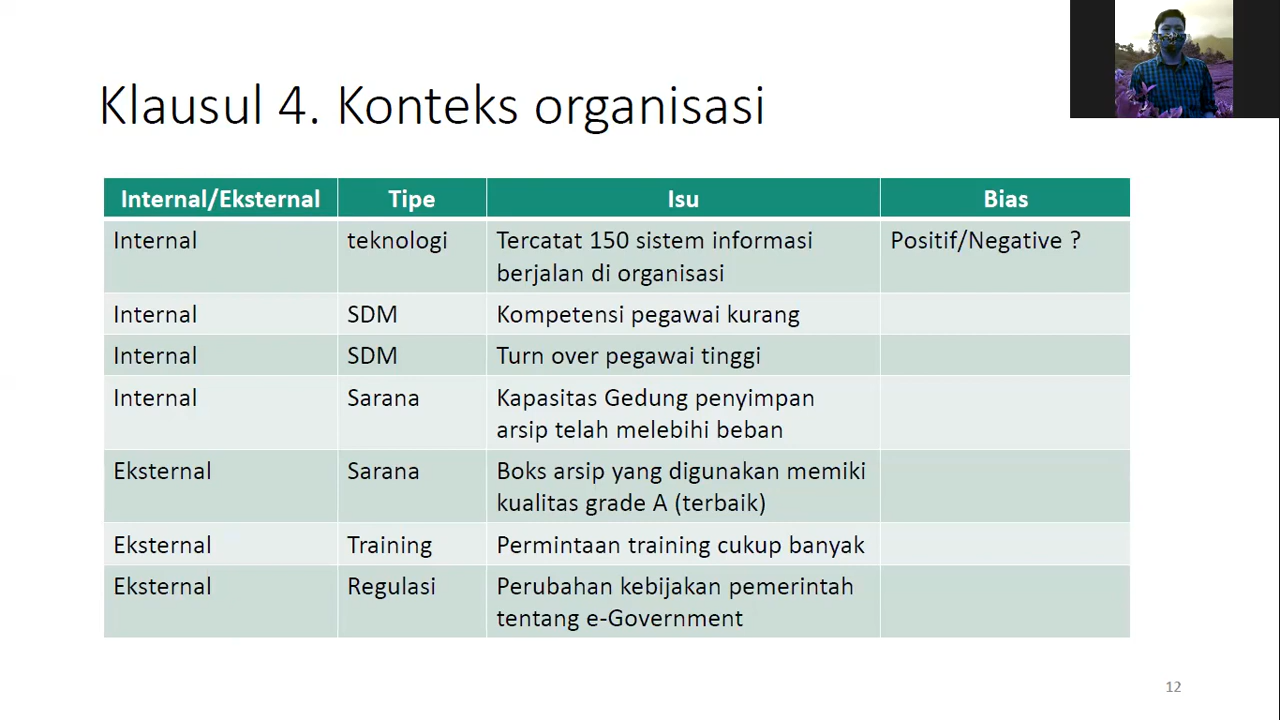 Klausul 4. Konteks organisasi
Internal/Eksternal Tipe Isu Bias
Internal teknologi Tercatat 150 sistem informasi Positif/Negative ?
berjalan di organisasi
Internal SDM Kompetensi pegawai kurang
Internal SDM Turn over pegawai tinggi
Internal Sarana Kapasitas Gedung penyimpan
arsip telah melebihi beban
Eksternal Sarana Boks arsip yang digunakan memiki
kualitas grade A (terbaik)
Eksternal Training Permintaan training cukup banyak
Eksternal Regulasi Perubahan kebijakan pemerintah
tentang e-Government
12